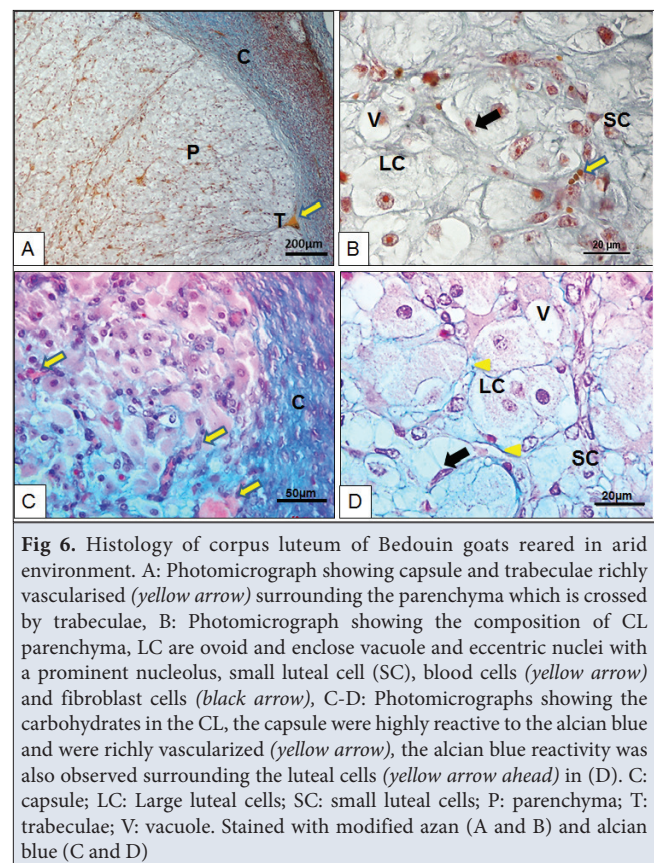 C
P
T
200µm
A
V
SC
LC
20 µm
B
C
50µm
C
V
LC
SC
20µm
D
Fig 6. Histology of corpus luteum of Bedouin goats reared in arid
environment. A: Photomicrograph showing capsule and trabeculae richly
vascularised (yellow arrow) surrounding the parenchyma which is crossed
by trabeculae, B: Photomicrograph showing the composition of CL
parenchyma, LC are ovoid and enclose vacuole and eccentric nuclei with
a prominent nucleolus, small luteal cell (SC), blood cells (yellow arrow)
and fibroblast cells (black arrow), C-D: Photomicrographs showing the
carbohydrates in the CL, the capsule were highly reactive to the alcian blue
and were richly vascularized (yellow arrow), the alcian blue reactivity was
also observed surrounding the luteal cells (yellow arrow ahead) in (D). C:
capsule; LC: Large luteal cells; SC: small luteal cells; P: parenchyma; T:
trabeculae; V: vacuole. Stained with modified azan (A and B) and alcian
blue (C and D)